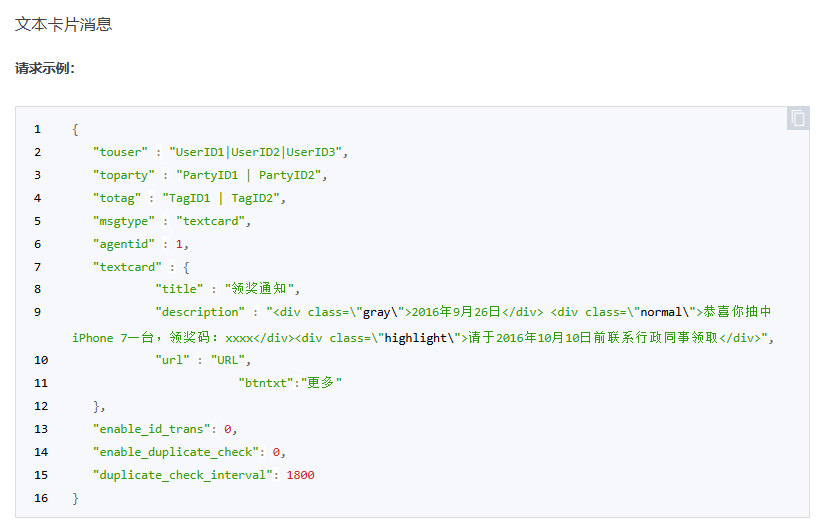 文本卡片消息
请求示例：
1 {
2 "touser" : "UserID1|UserID2|UserID3",
3 "toparty" : "PartyID1 | PartyID2",
4 "totag" : "TagID1 | TagID2",
5 "msgtype" : "textcard",
6 "agentid" : 1,
7 "textcard" : {
8 "title" : "领奖通知",
9 "description" : "<div class=\"gray\">2016年9月26日</div> <div class=\"normal\">恭喜你抽中
iPhone 7一台，领奖码：xxxx</div><div class=\"highlight\">请于2016年10月10日前联系行政同事领取</div>",
10 "url" : "URL",
11 "btntxt":"更多"
12 },
13 "enable_id_trans": 0,
14 "enable_duplicate_check": 0,
15 "duplicate_check_interval": 1800
16 }